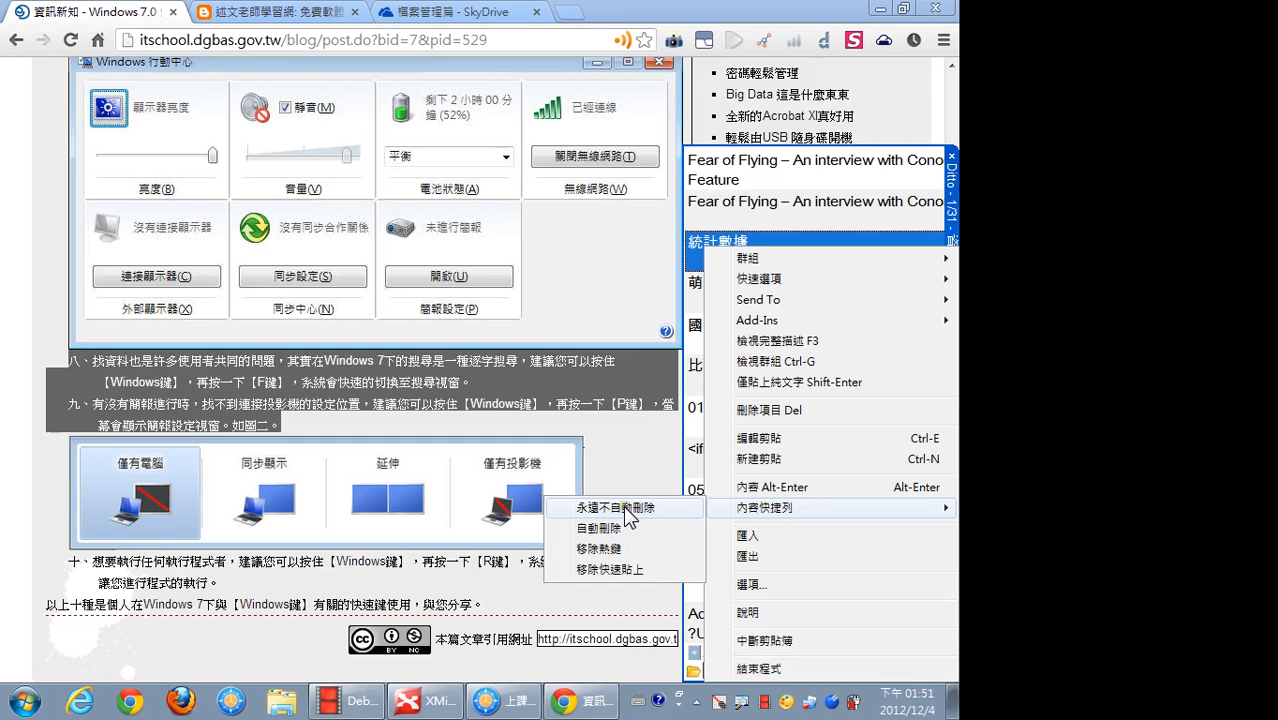 資訊新知 - Windows 7.0
述文老師學習網: 免費軟體
檔案管理篇 - SkyDrive
itschool.dgbas.gov.tw/blog/post.do?bid=7&pid=529
Windows 行動中心
顯示器亮度
靜音(M)
剩下 2 小時 00 分
鐘 (52%)
已經連線
平衡
關閉無線網路(I)
亮度(B)
音量(V)
電池狀態(A)
無線網路(W)
沒有連接顯示器
沒有同步合作關係
未進行簡報
連接顯示器(C)
同步設定(S)
開啟(U)
外部顯示器(X)
同步中心(N)
簡報設定(P)
八、找資料也是許多使用者共同的問題，其實在Windows 7下的搜尋是一種逐字搜尋，建議您可以按住
【Windows鍵】，再按一下【F鍵】，系統會快速的切換至搜尋視窗。
九、有沒有簡報進行時，找不到連接投影機的設定位置，建議您可以按住【Windows鍵】，再按一下【P鍵】，螢
幕會顯示簡報設定視窗。如圖二。
僅有電腦
同步顯示
延伸
僅有投影機
十、想要執行任何執行程式者，建議您可以按住【Windows鍵】，再按一下【R鍵】，系
讓您進行程式的執行。
以上十種是個人在Windows 7下與【Windows鍵】有關的快速鍵使用，與您分享。
cc BY NC
本篇文章引用網址 http://itschool.dgbas.gov.t
密碼輕鬆管理
Big Data 這是什麼東東
全新的Acrobat XI真好用
輕鬆由USB 隨身碟開機
Fear of Flying – An interview with Cono
Feature
Fear of Flying – An interview with Cono
統計數據
萌
國
比
01
<if
05
Ac
?U
Ditto - 1/31 -
群組
快速選項
Send To
Add-Ins
檢視完整描述 F3
檢視群組 Ctrl-G
僅貼上純文字 Shift-Enter
刪除項目 Del
編輯剪貼 Ctrl-E
新建剪貼 Ctrl-N
內容 Alt-Enter Alt-Enter
內容快捷列
匯入
匯出
選項...
說明
中斷剪貼簿
結束程式
永遠不自動刪除
自動刪除
移除熱鍵
移除快速貼上
Deb...
XMi...
上課...
資訊...
下午 01:51
2012/12/4